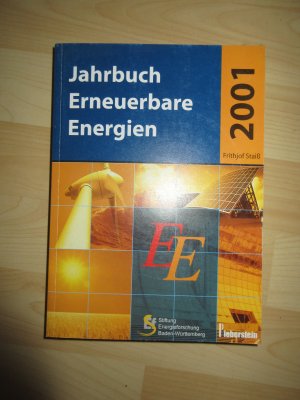 Jahrbuch
Erneuerbare
Energien
2001
Frithjof Staiß
EE
Stiftung
Energieforschung
Baden-Württemberg
Bieberstein